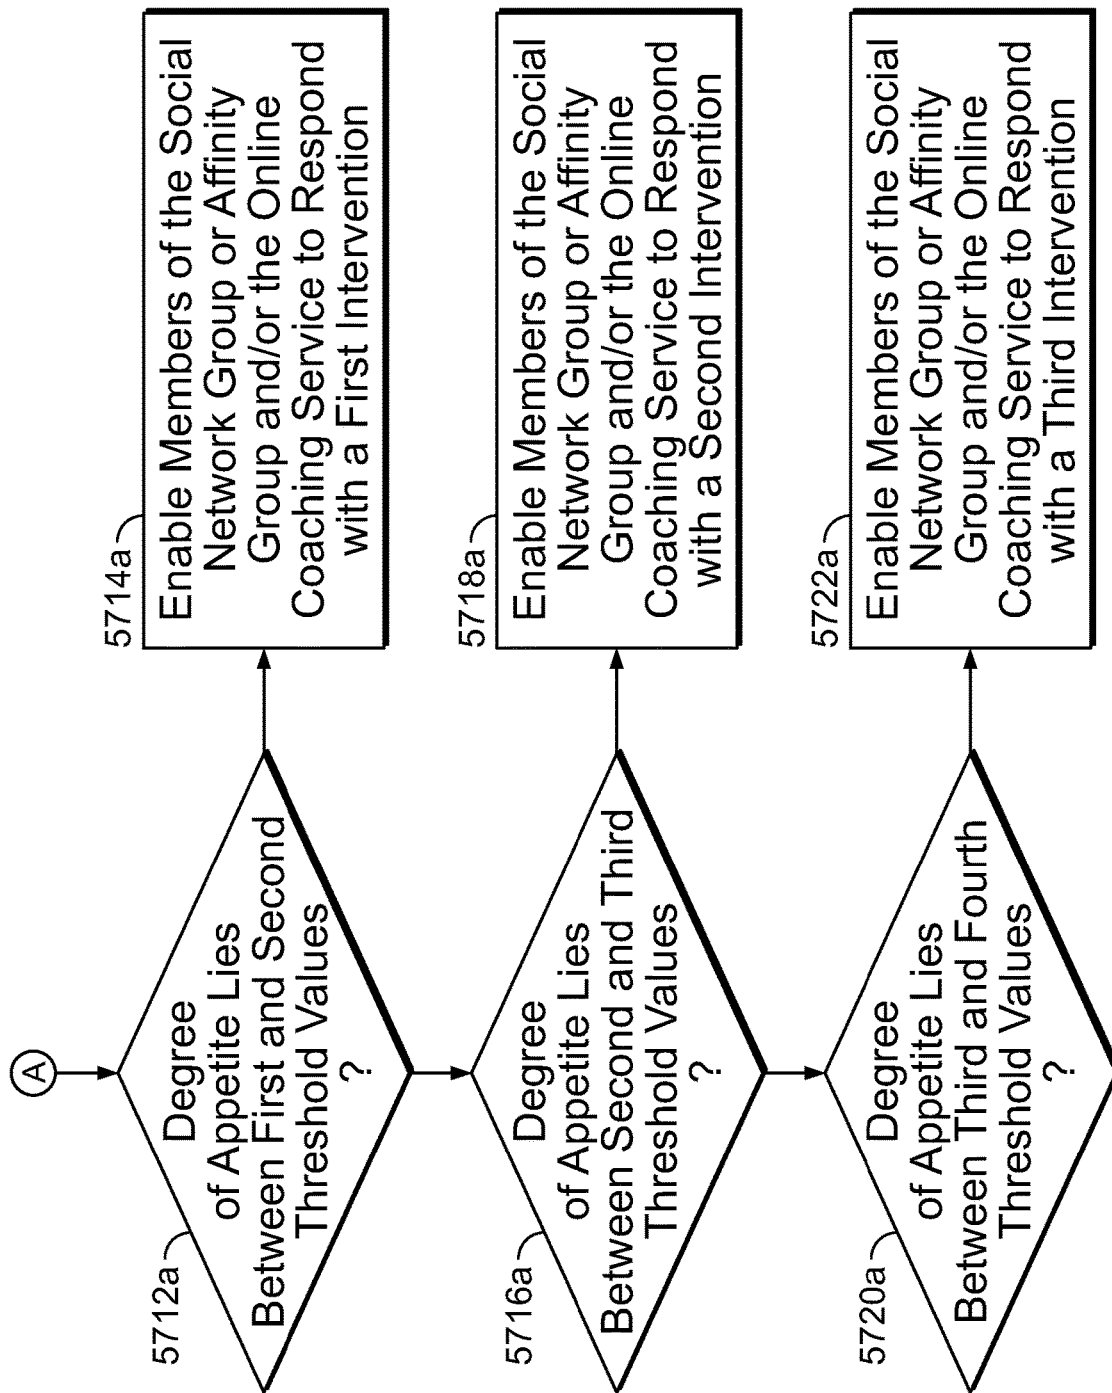 A
5712a
Degree
of Appetite Lies
Between First and Second
Threshold Values
?
5714a
Enable Members of the Social
Network Group or Affinity
Group and/or the Online
Coaching Service to Respond
with a First Intervention
5716a
Degree
of Appetite Lies
Between Second and Third
Threshold Values
?
5718a
Enable Members of the Social
Network Group or Affinity
Group and/or the Online
Coaching Service to Respond
with a Second Intervention
5720a
Degree
of Appetite Lies
Between Third and Fourth
Threshold Values
?
5722a
Enable Members of the Social
Network Group or Affinity
Group and/or the Online
Coaching Service to Respond
with a Third Intervention